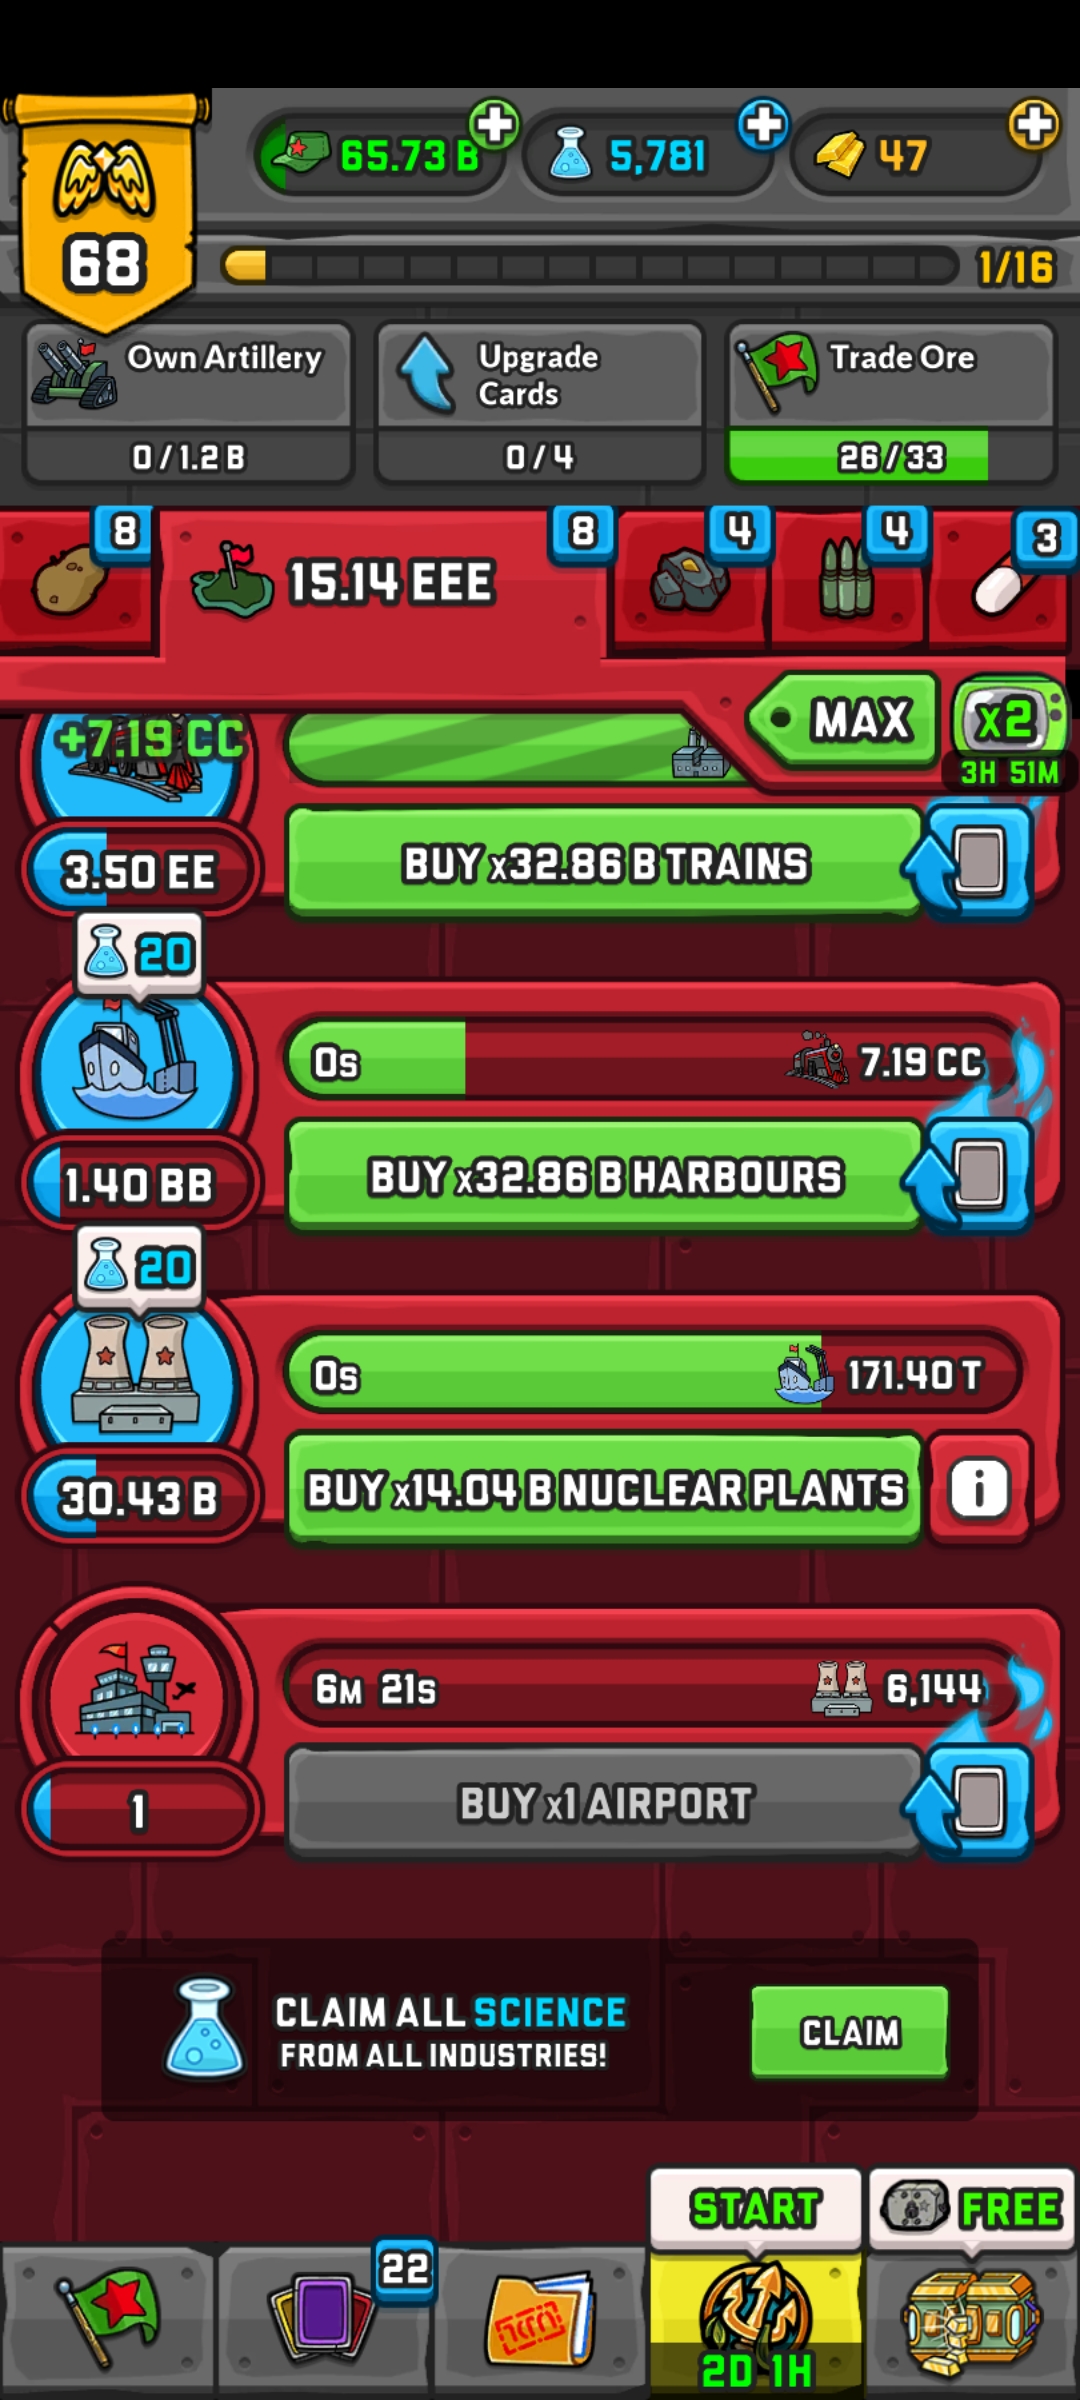 65.73 B
5,781
47
68
1/16
Own Artillery
0 / 1.2 B
Upgrade
Cards
0 / 4
Trade Ore
26 / 33
8
15.14 EEE
8
4
4
3
MAX
x2
3H 51M
+7.19 CC
3.50 EE
BUY x32.86 B TRAINS
20
0s
7.19 CC
1.40 BB
BUY x32.86 B HARBOURS
20
0s
171.40 T
30.43 B
BUY x14.04 B NUCLEAR PLANTS
i
6M 21s
6,144
1
BUY x1 AIRPORT
CLAIM ALL SCIENCE
FROM ALL INDUSTRIES!
CLAIM
START
FREE
22
2D 1H